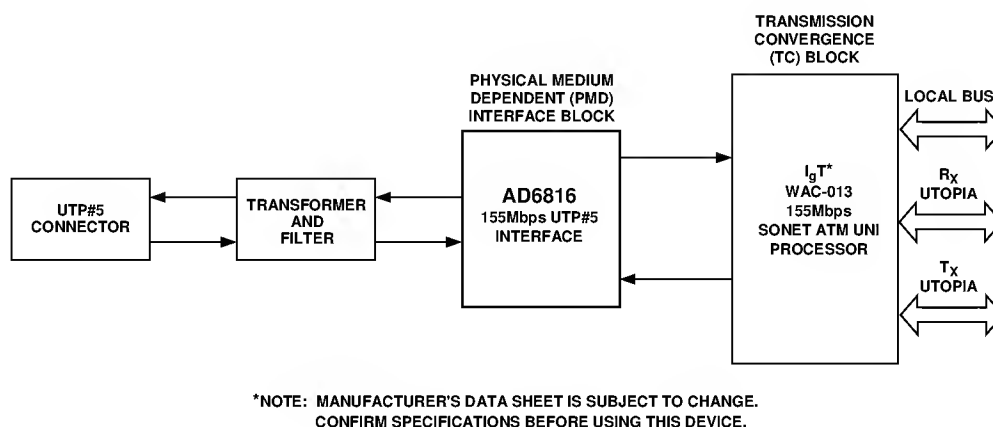 TRANSMISSION
CONVERGENCE
(TC) BLOCK
PHYSICAL MEDIUM
DEPENDENT (PMD)
INTERFACE BLOCK
LOCAL BUS
UTP#5
CONNECTOR
TRANSFORMER
AND
FILTER
AD6816
155Mbps UTP#5
INTERFACE
IgT*
WAC-013
155Mbps
SONET ATM UNI
PROCESSOR
RX
UTOPIA
TX
UTOPIA
*NOTE: MANUFACTURER'S DATA SHEET IS SUBJECT TO CHANGE.
CONFIRM SPECIFICATIONS BEFORE USING THIS DEVICE.